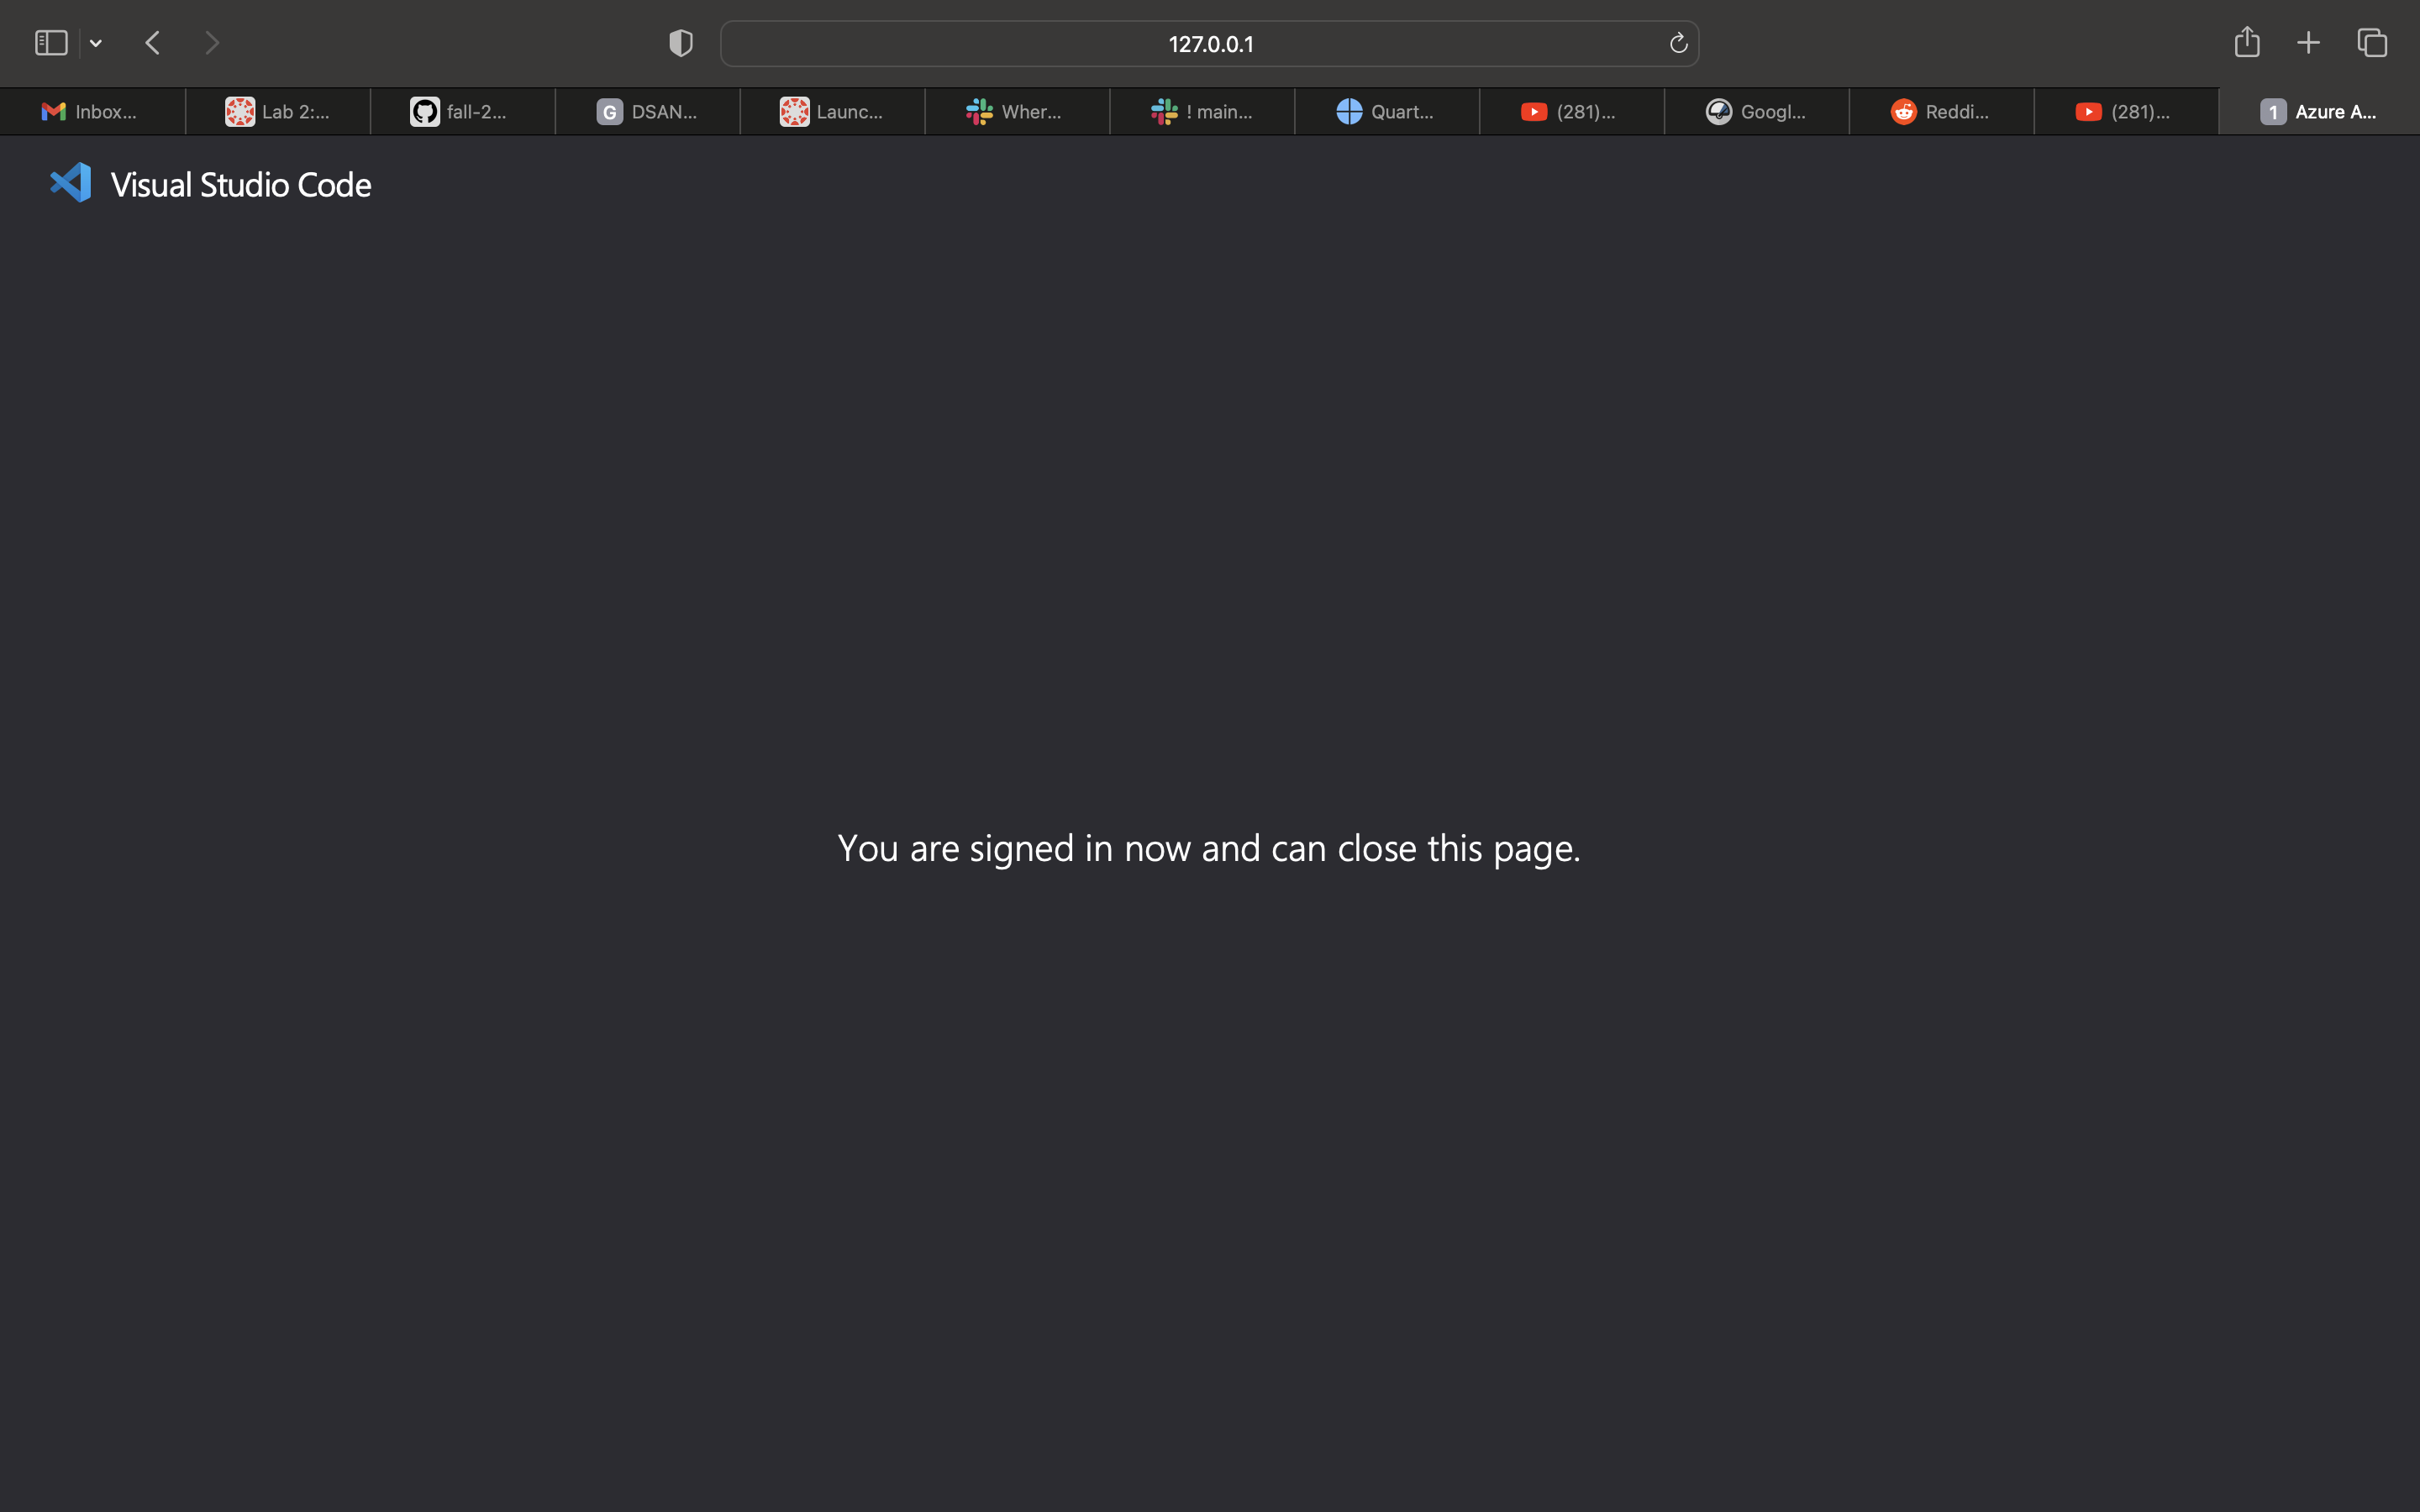 127.0.0.1
Inbox...
Lab 2:...
fall-2...
G DSAN...
Launc...
Wher...
! main...
Quart...
(281)...
Googl...
Reddi...
(281)...
1 Azure A...
Visual Studio Code
You are signed in now and can close this page.